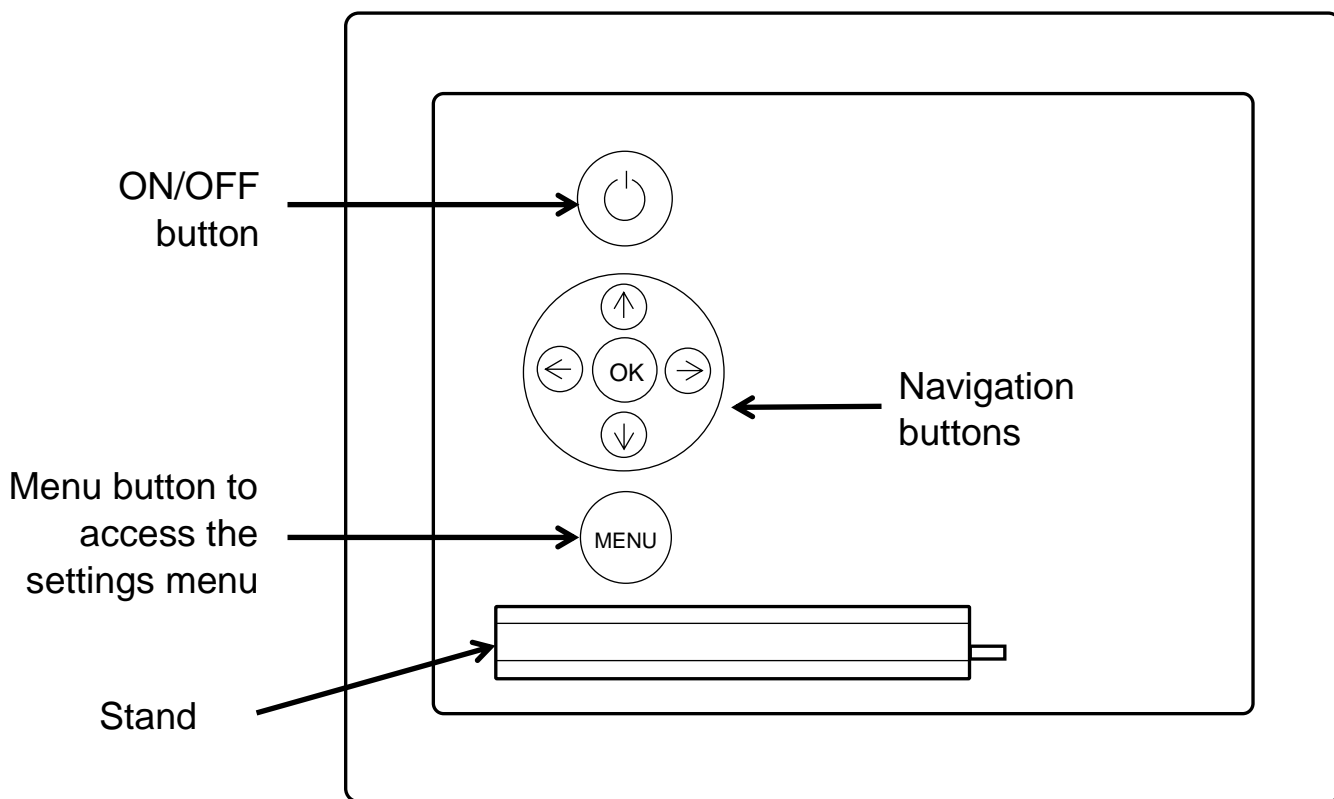 ON/OFF
button
OK
Navigation
buttons
Menu button to
access the
settings menu
MENU
Stand